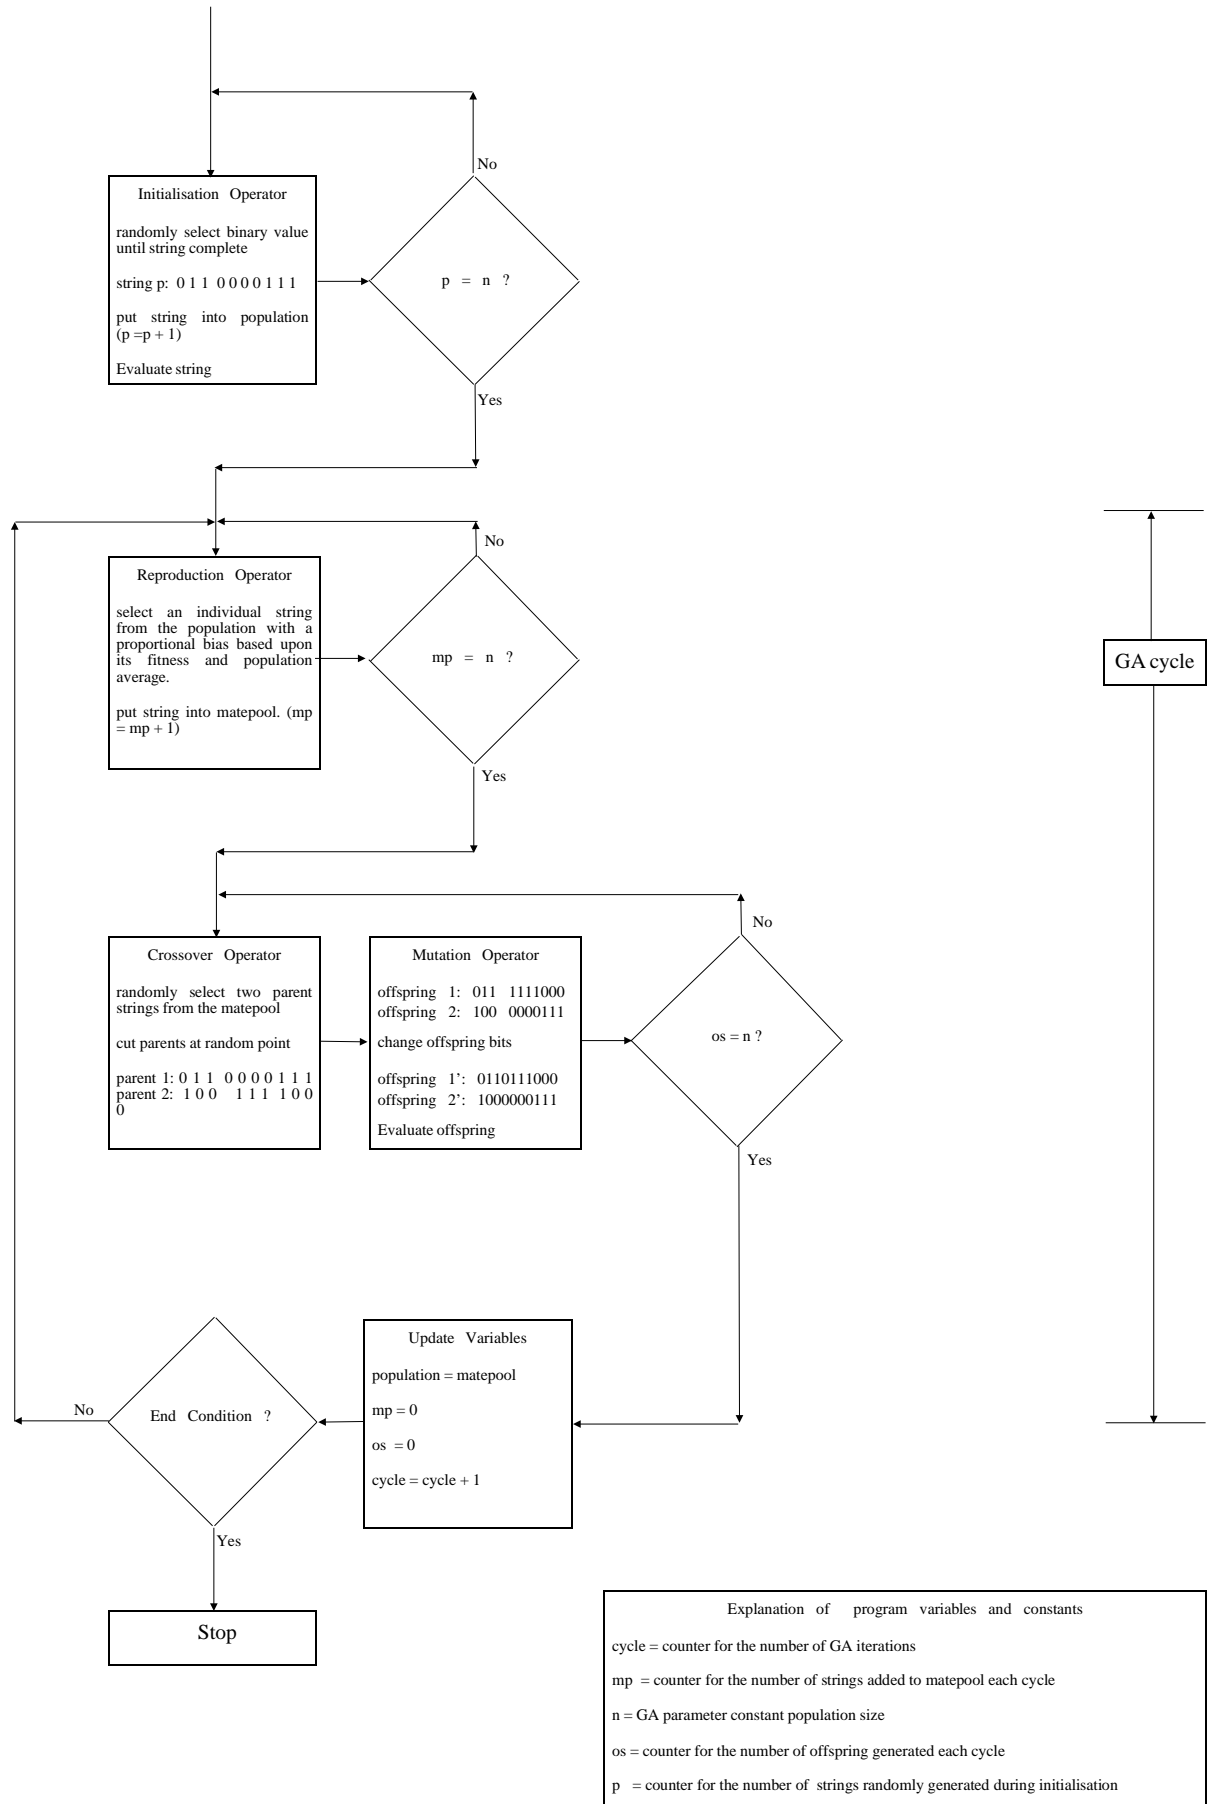 No
Initialisation Operator
randomly select binary value
until string complete
string p: 0 1 1 0 0 0 0 1 1 1
put string into population
(p =p + 1)
Evaluate string
p = n ?
Yes
No
Reproduction Operator
select an individual string
from the population with a
proportional bias based upon
its fitness and population
average.
put string into matepool. (mp
= mp + 1)
mp = n ?
GA cycle
Yes
No
Crossover Operator
randomly select two parent
strings from the matepool
cut parents at random point
parent 1: 0 1 1 0 0 0 0 1 1 1
parent 2: 1 0 0 1 1 1 1 0 0
0
Mutation Operator
offspring 1: 011 1111000
offspring 2: 100 0000111
change offspring bits
offspring 1’: 0110111000
offspring 2’: 1000000111
Evaluate offspring
os = n ?
Yes
Update Variables
population = matepool
mp = 0
os = 0
cycle = cycle + 1
No
End Condition ?
Yes
Stop
Explanation of program variables and constants
cycle = counter for the number of GA iterations
mp = counter for the number of strings added to matepool each cycle
n = GA parameter constant population size
os = counter for the number of offspring generated each cycle
p = counter for the number of strings randomly generated during initialisation